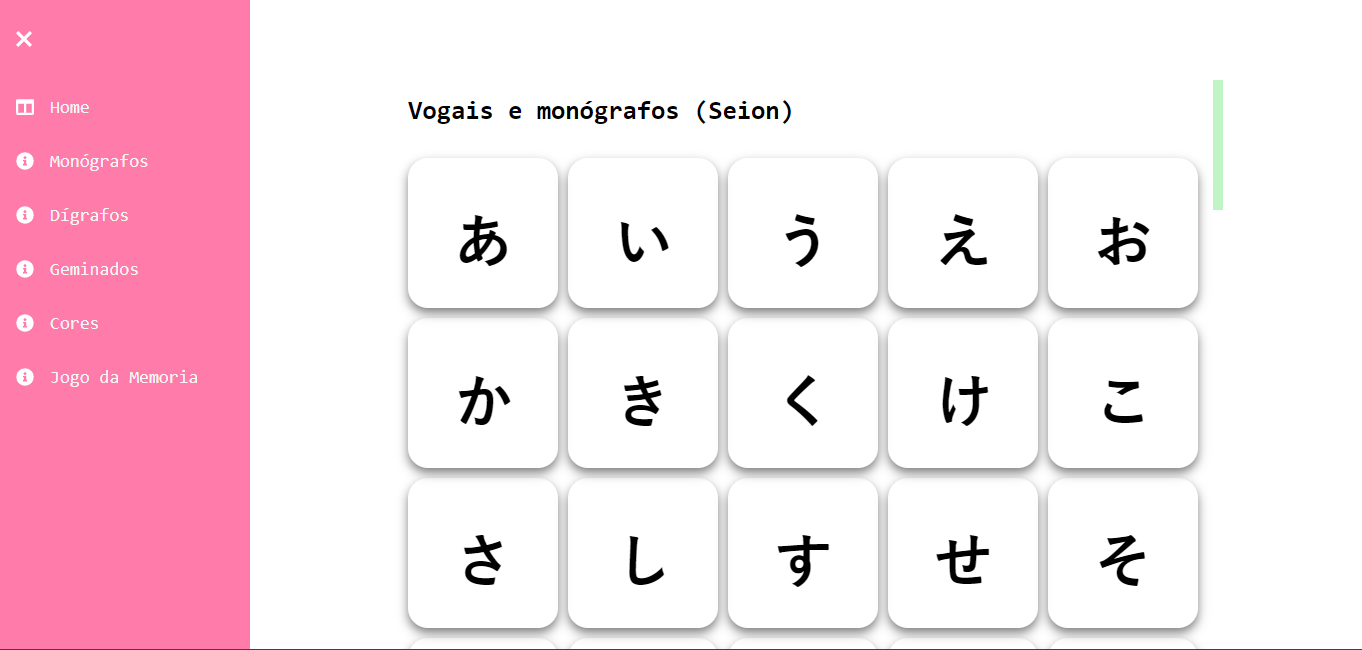 Home
Monógrafos
Dígrafos
Geminados
Cores
Jogo da Memoria
Vogais e monógrafos (Seion)
あ い う え お
か き く け こ
さ し す せ そ